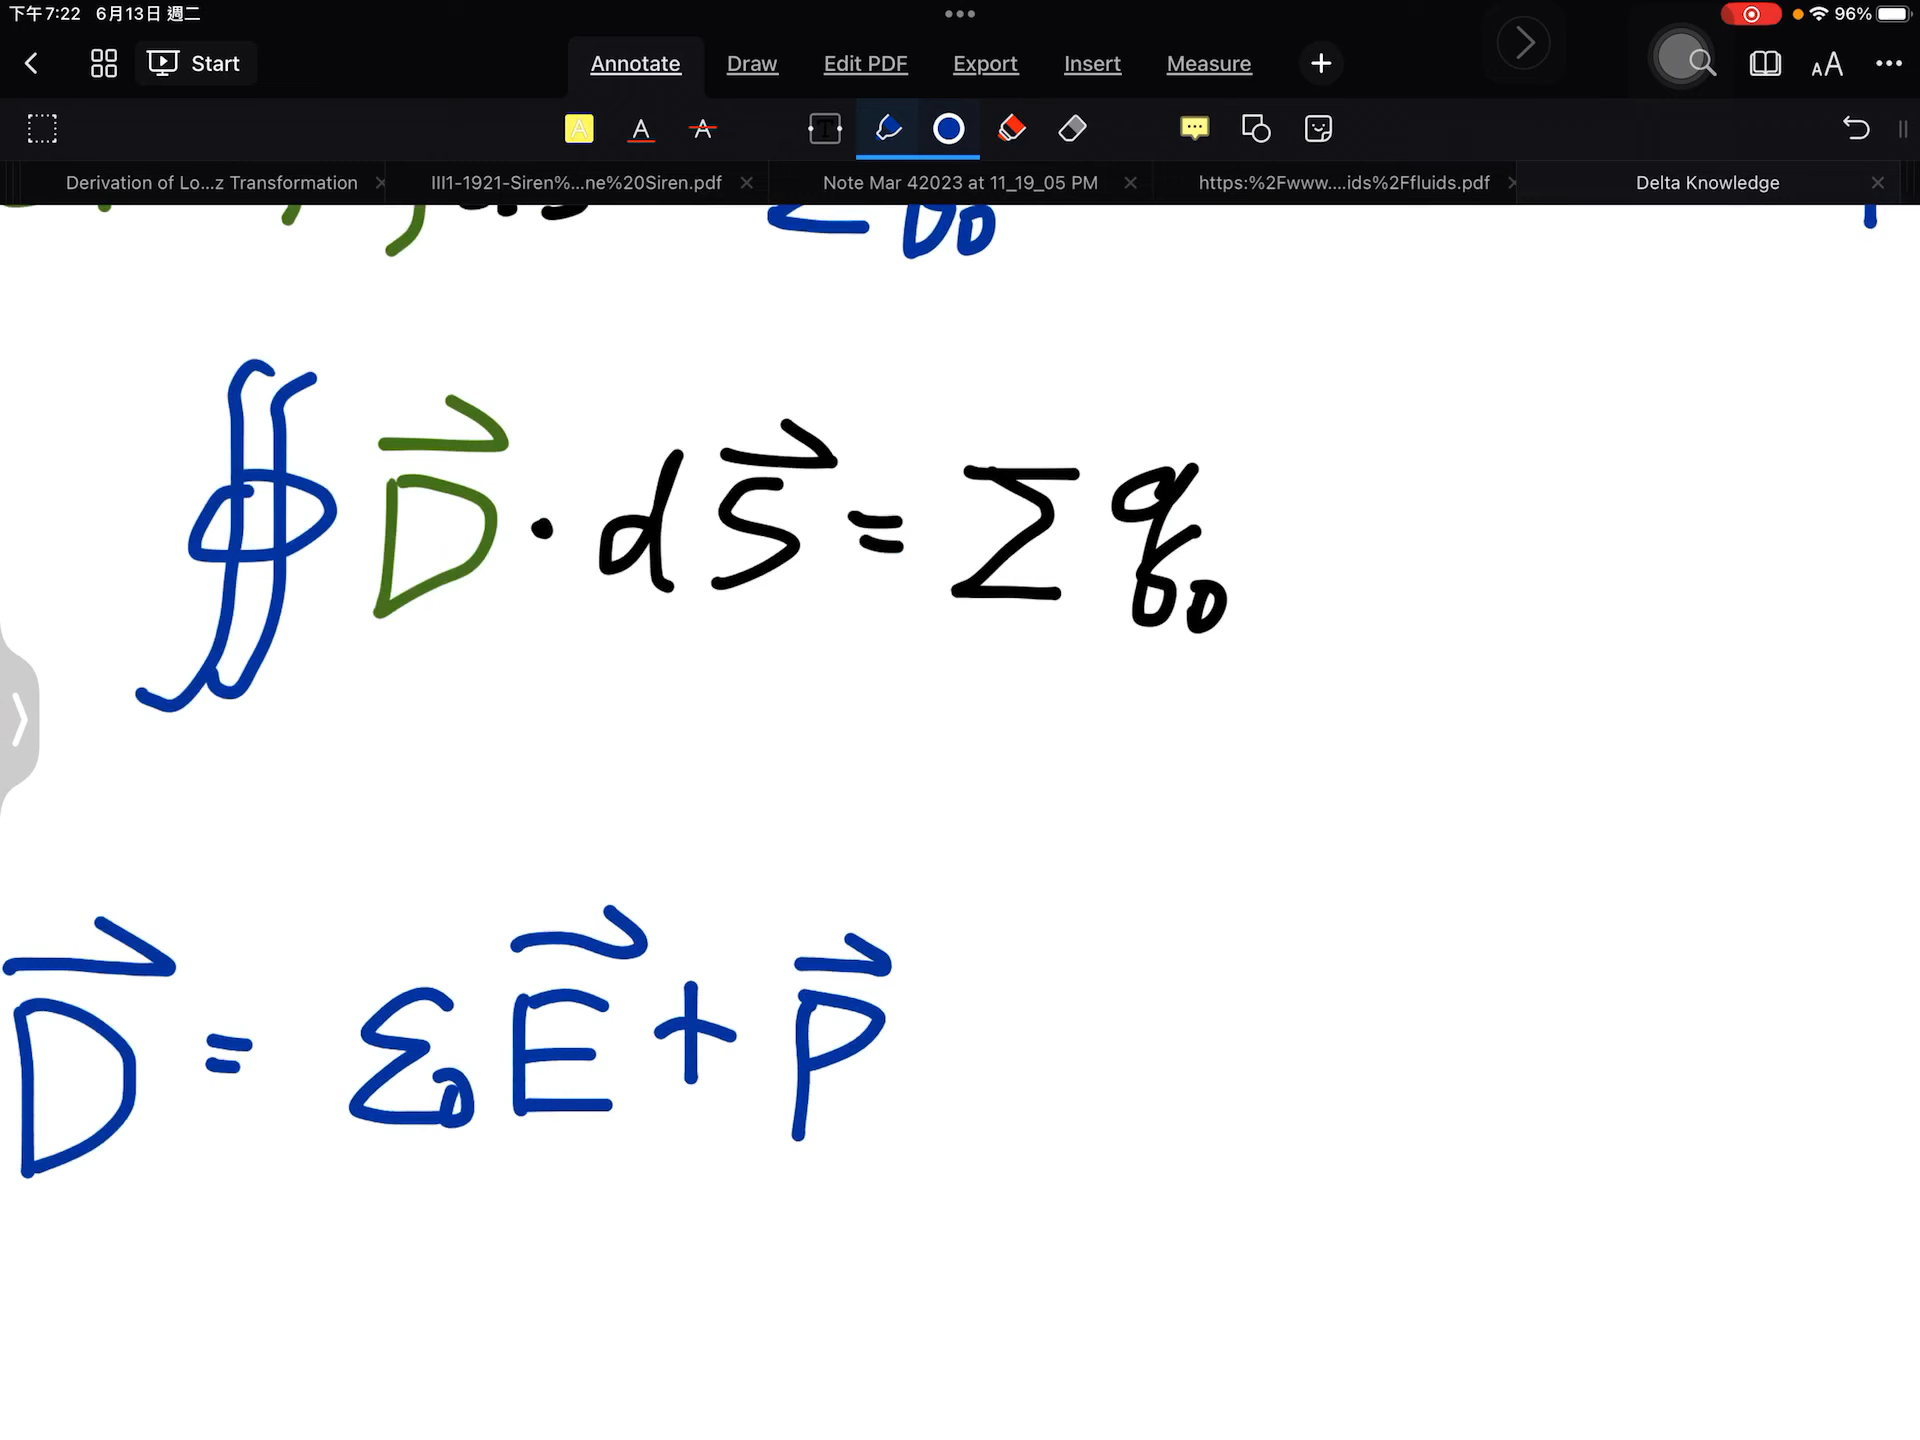 下午7:22 6月13日 週二 96%
Start Annotate Draw Edit PDF Export Insert Measure AA
A A A T
Derivation of Lo...z Transformation III1-1921-Siren%...ne%20Siren.pdf Note Mar 42023 at 11_19_05 PM https:%2Fwww....ids%2Ffluids.pdf Delta Knowledge
∯ D⃗ · dS⃗ = Σ q₀
D⃗ = ε₀ E⃗ + P⃗